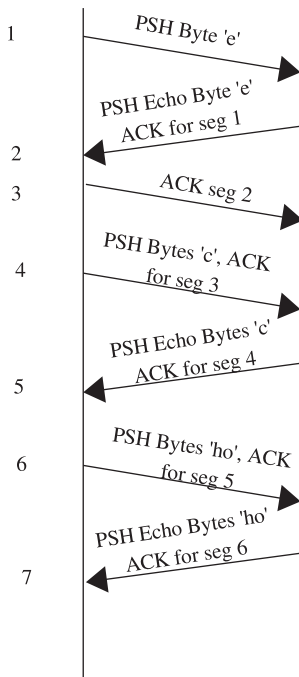 1
PSH Byte 'e'
PSH Echo Byte 'e'
ACK for seg 1
2
3
ACK seg 2
PSH Bytes 'c', ACK
for seg 3
4
PSH Echo Bytes 'c'
ACK for seg 4
5
PSH Bytes 'ho', ACK
for seg 5
6
PSH Echo Bytes 'ho'
ACK for seg 6
7